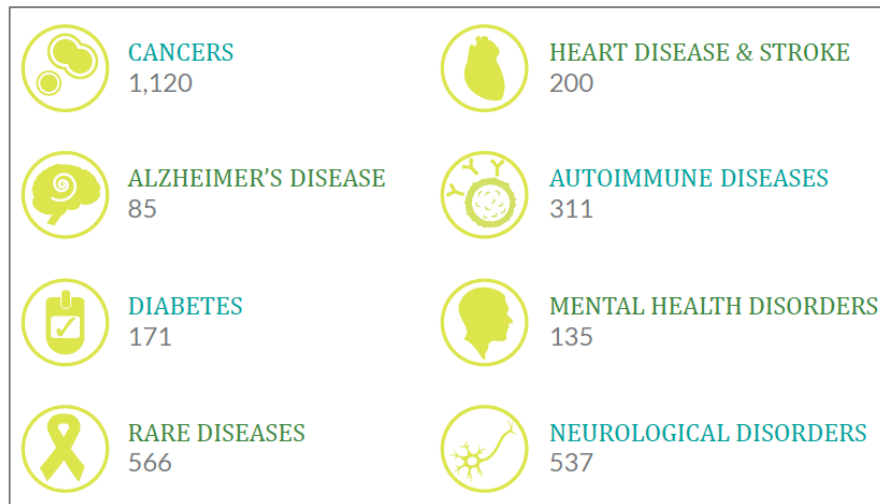 CANCERS
1,120
HEART DISEASE & STROKE
200
ALZHEIMER’S DISEASE
85
AUTOIMMUNE DISEASES
311
DIABETES
171
MENTAL HEALTH DISORDERS
135
RARE DISEASES
566
NEUROLOGICAL DISORDERS
537